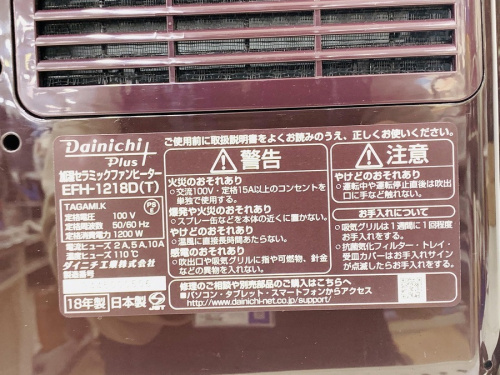 Dainichi
Plus
加湿セラミックファンヒーター
EFH-1218D(T)
TAGAMI.K
PSE
定格電圧 100V
定格周波数 50/60Hz
定格消費電力 1200W
電流ヒューズ 2A,5A,10A
温度ヒューズ 110℃
ダイニチ工業株式会社
18年製 日本製 JET
ご使用前に取扱説明書をよくお読みのうえ、正しくお使いください。
警告
火災のおそれあり
○交流100V・定格15A以上のコンセントを単独で使用する。
爆発や火災のおそれあり
○スプレー缶などを本体の近くに置かない。
やけどのおそれあり
○温風に直接長時間あたらない。
感電のおそれあり
○吹出口や吸気グリルに指や可燃物、針金などの異物を入れない。
注意
やけどのおそれあり
○運転中や運転停止直後は吹出口に手など触れない。
お手入れについて
○吸気グリルは1週間に1回程度お手入れをする。
○抗菌気化フィルター・トレイ・受皿カバーはお手入れサインが点滅したらお手入れする。
修理のご相談や別売部品のご購入はこちらへ
■パソコン・タブレット・スマートフォンからアクセス
http://www.dainichi-net.co.jp/support/